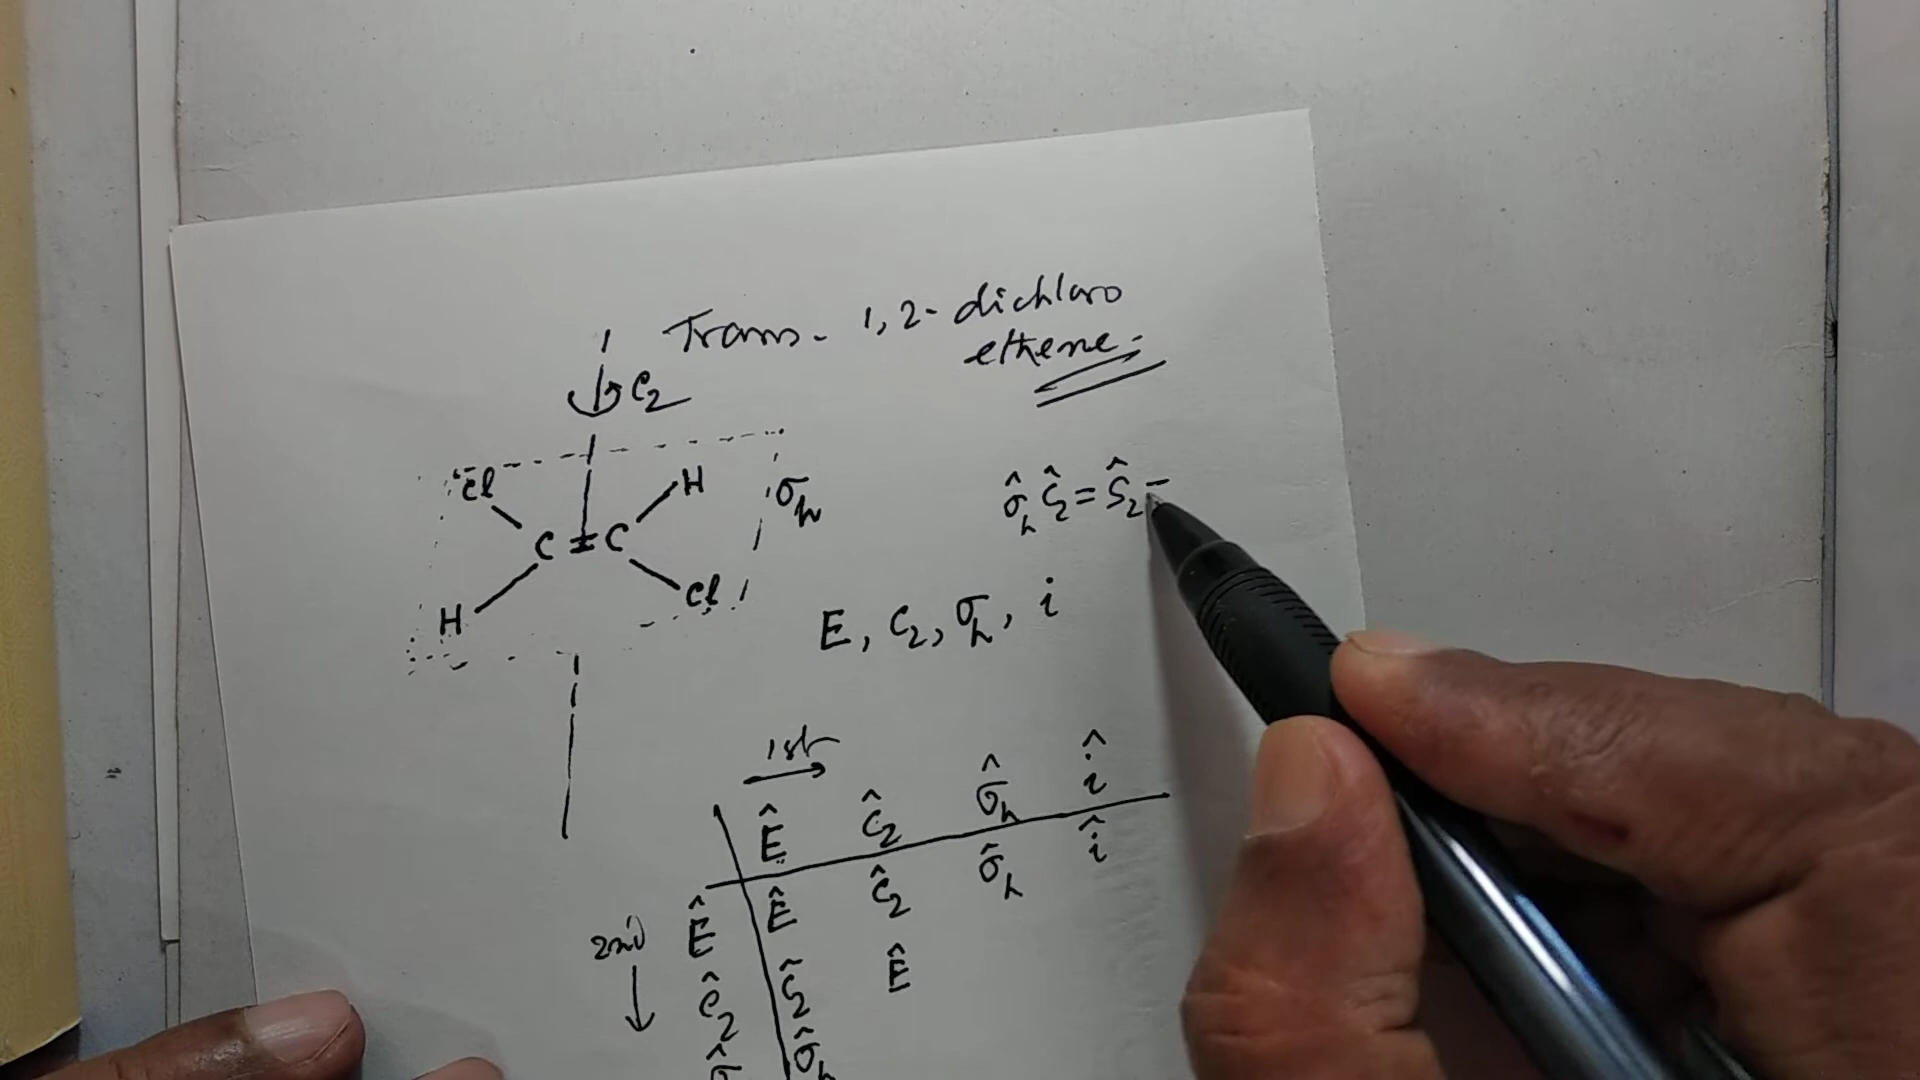 Trans- 1,2-dichloro
ethene-
C₂
Cl H σₕ
C=C
H Cl
σ̂ₕ Ĉ₂ = Ŝ₂ =
E, C₂, σₕ, i
1st →
Ê Ĉ₂ σ̂ₕ î
2nd ↓ Ê Ê Ĉ₂ σ̂ₕ î
Ĉ₂ Ĉ₂ Ê
σ̂ σ̂ₕ